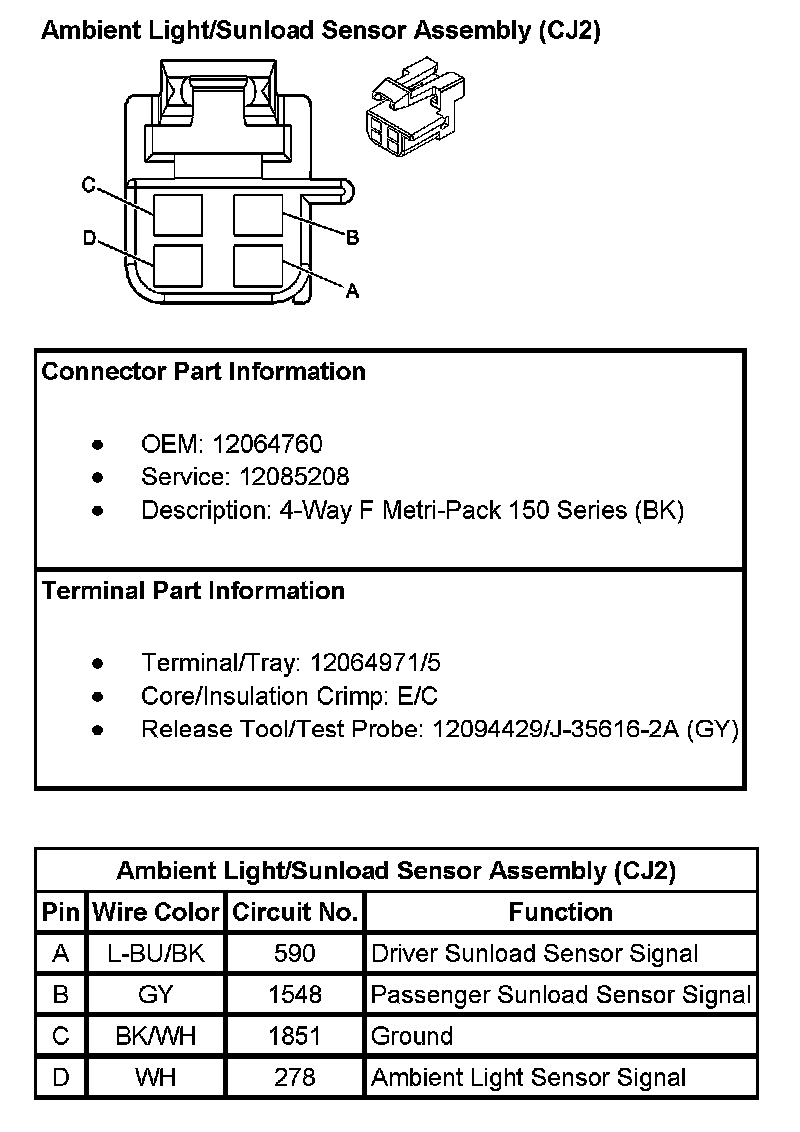 Ambient Light/Sunload Sensor Assembly (CJ2)
C
D
B
A
Connector Part Information
● OEM: 12064760
● Service: 12085208
● Description: 4-Way F Metri-Pack 150 Series (BK)
Terminal Part Information
● Terminal/Tray: 12064971/5
● Core/Insulation Crimp: E/C
● Release Tool/Test Probe: 12094429/J-35616-2A (GY)
Ambient Light/Sunload Sensor Assembly (CJ2)
Pin Wire Color Circuit No. Function
A L-BU/BK 590 Driver Sunload Sensor Signal
B GY 1548 Passenger Sunload Sensor Signal
C BK/WH 1851 Ground
D WH 278 Ambient Light Sensor Signal